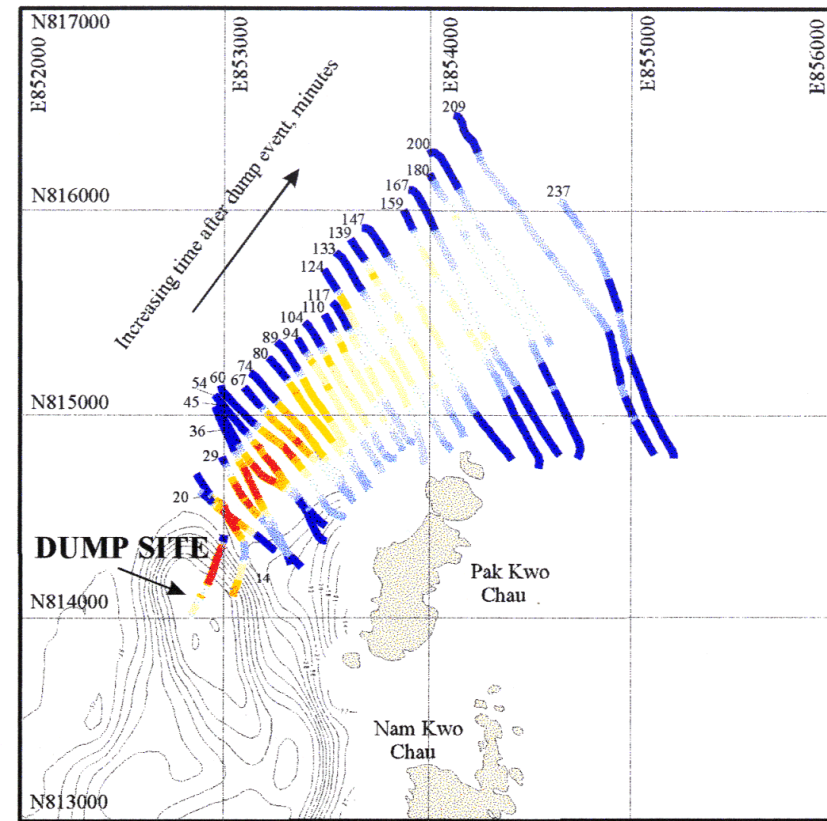 N817000
E852000
E853000
E854000
E855000
E856000
Increasing time after dump event, minutes
209
200
180
237
167
159
147
139
133
124
117
110
104
94
89
80
74
67
60
54
45
36
29
20
14
N816000
N815000
DUMP SITE
N814000
Pak Kwo
Chau
Nam Kwo
Chau
N813000